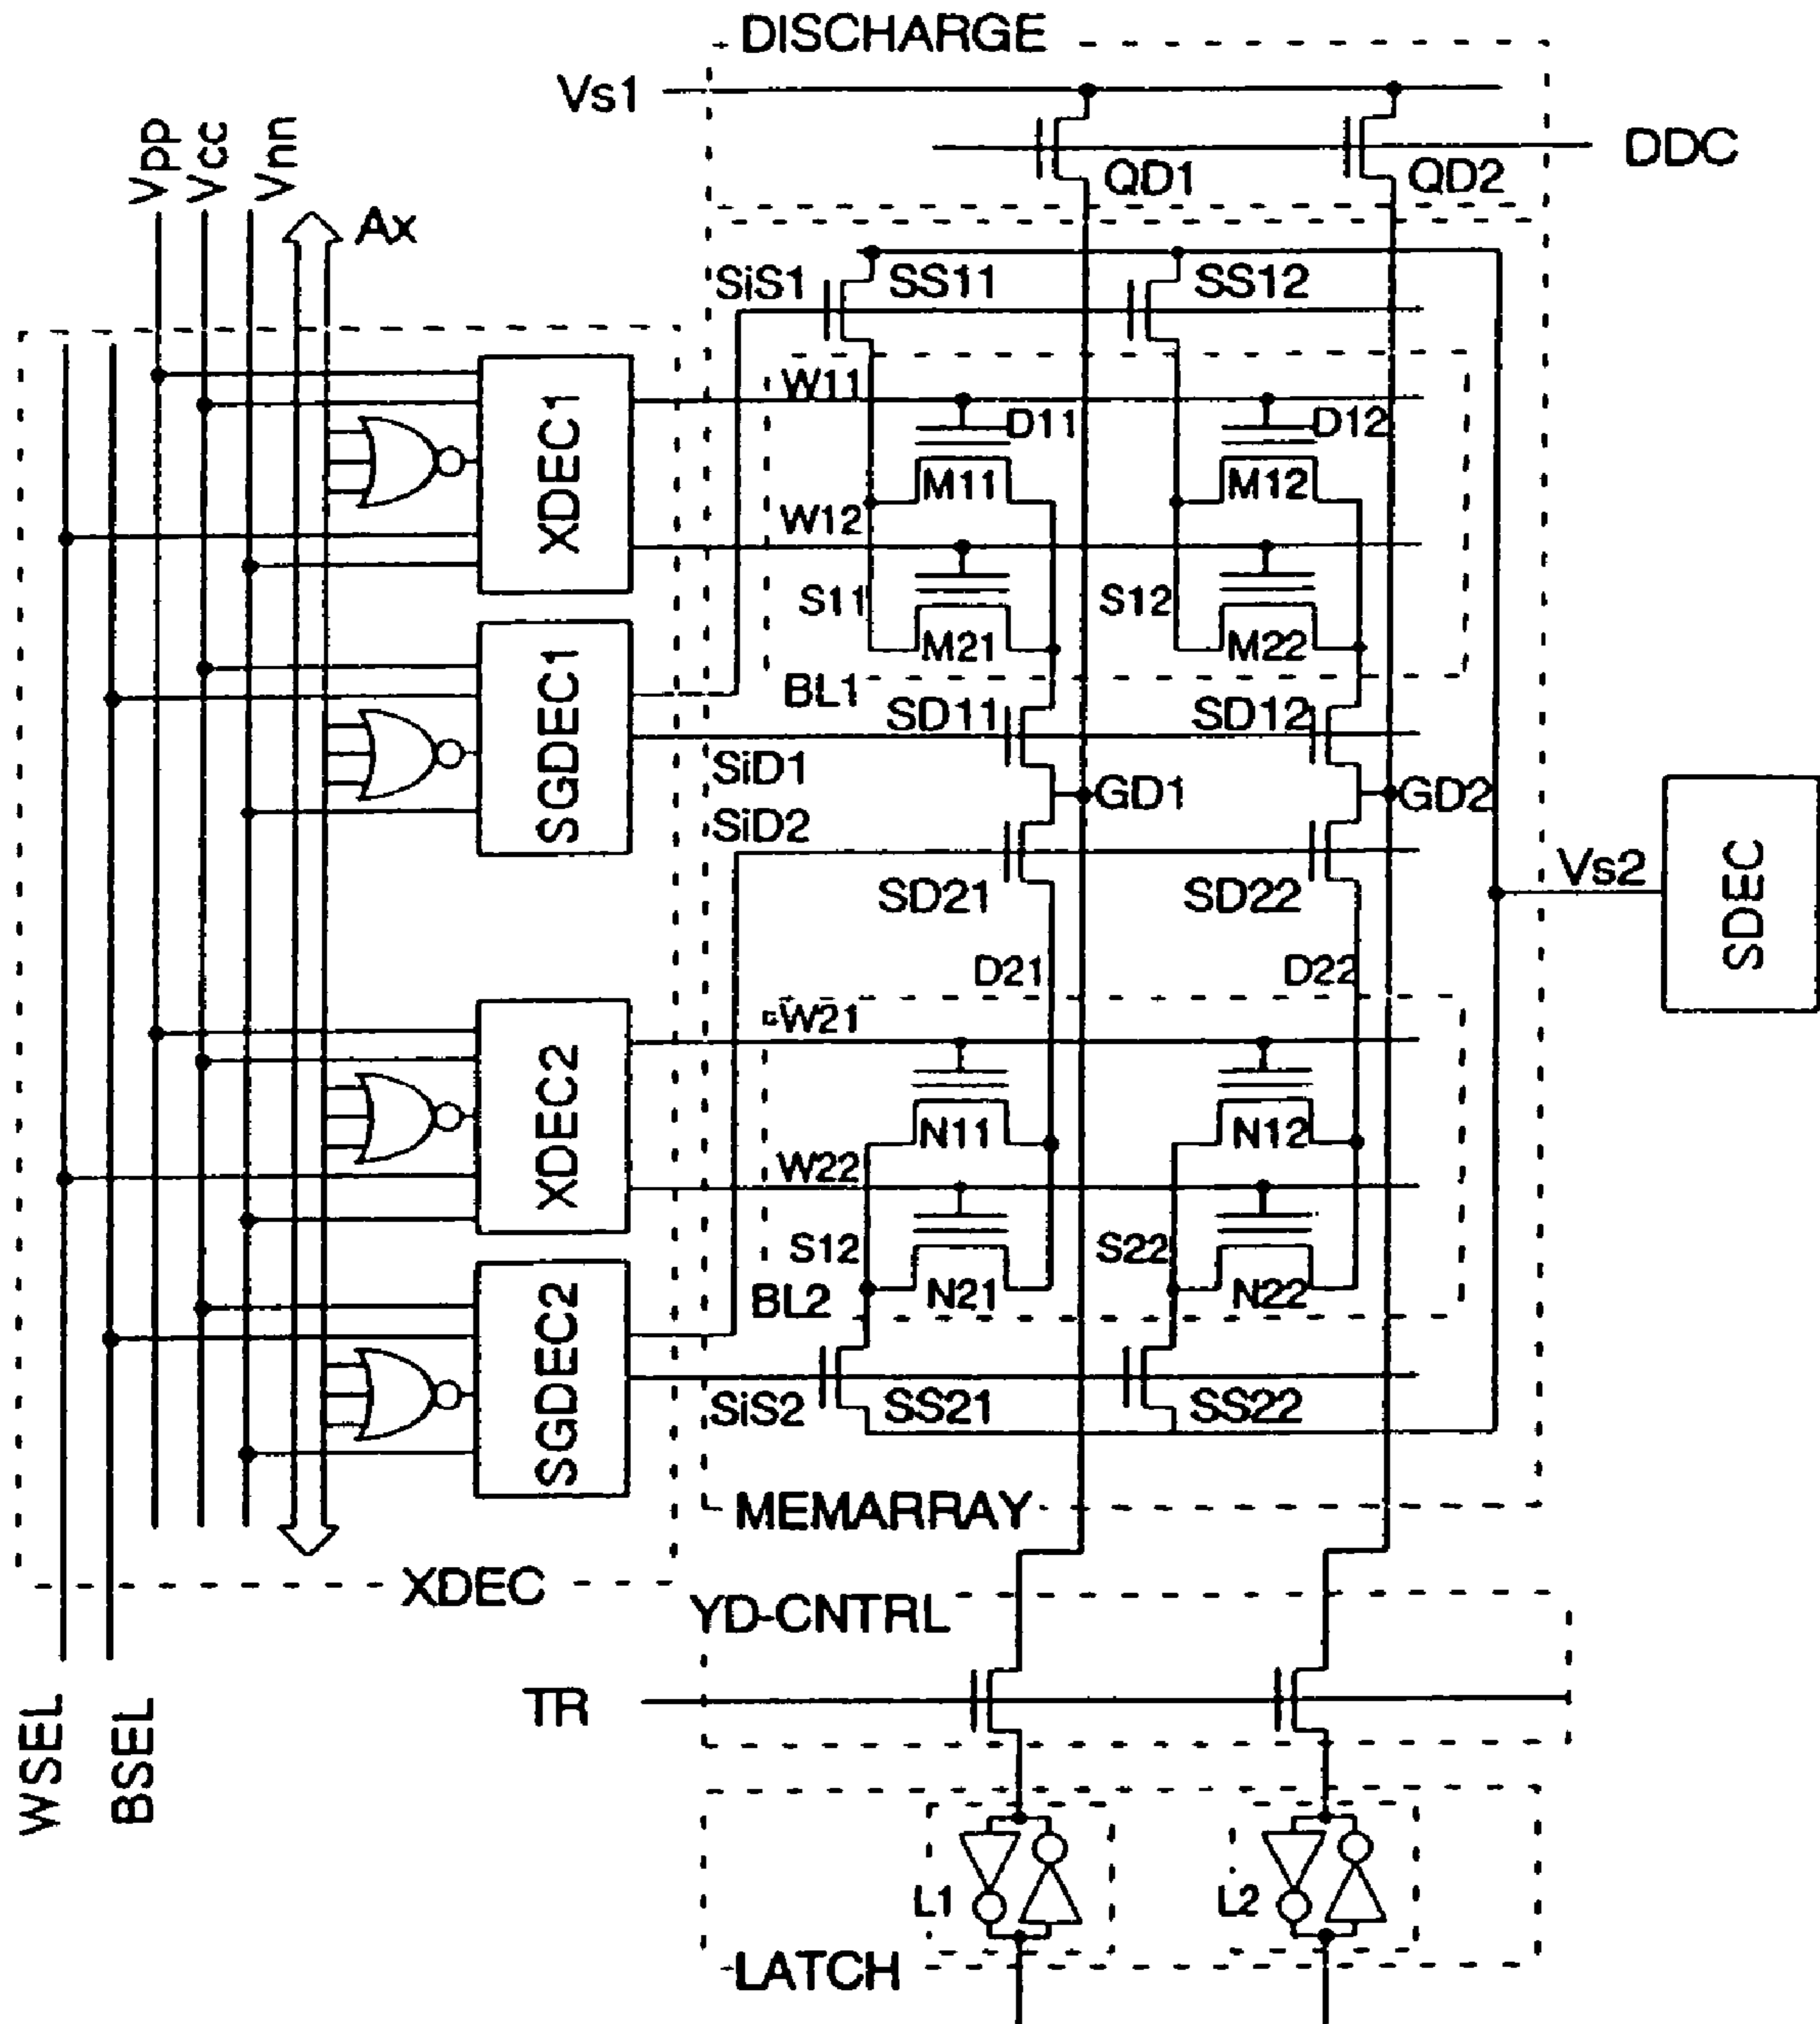 DISCHARGE
Vs1
Vpp
Vcc
Vnn
DDC
QD1
QD2
Ax
SiS1
SS11
SS12
W11
D11
D12
XDEC1
M11
M12
W12
S11
S12
M21
M22
SGDEC1
BL1
SD11
SD12
SiD1
GD1
GD2
SiD2
SD21
SD22
Vs2
SDEC
D21
D22
W21
XDEC2
N11
N12
W22
S12
S22
BL2
N21
N22
SGDEC2
SiS2
SS21
SS22
MEMARRAY
XDEC
YD-CNTRL
TR
WSEL
BSEL
L1
L2
LATCH